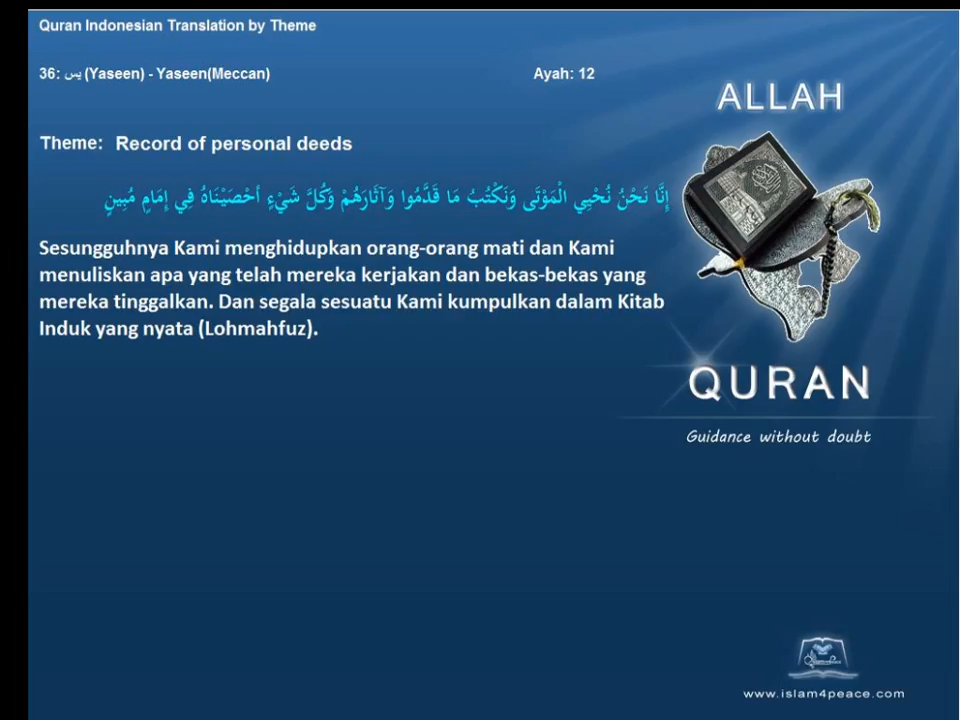 Quran Indonesian Translation by Theme
36: يس (Yaseen) - Yaseen(Meccan) Ayah: 12
ALLAH
Theme: Record of personal deeds
إِنَّا نَحْنُ نُحْيِي الْمَوْتَى وَنَكْتُبُ مَا قَدَّمُوا وَآثَارَهُمْ وَكُلَّ شَيْءٍ أحْصَيْنَاهُ فِي إِمَامٍ مُبِينٍ
Sesungguhnya Kami menghidupkan orang-orang mati dan Kami
menuliskan apa yang telah mereka kerjakan dan bekas-bekas yang
mereka tinggalkan. Dan segala sesuatu Kami kumpulkan dalam Kitab
Induk yang nyata (Lohmahfuz).
QURAN
Guidance without doubt
www.islam4peace.com